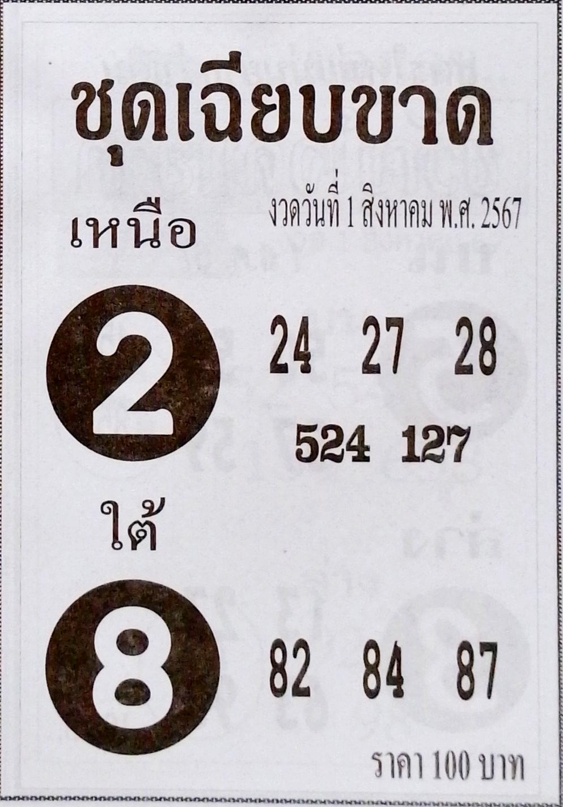 ชุดเฉียบขาด
งวดวันที่ 1 สิงหาคม พ.ศ. 2567
เหนือ
2
24 27 28
524 127
ใต้
8
82 84 87
ราคา 100 บาท